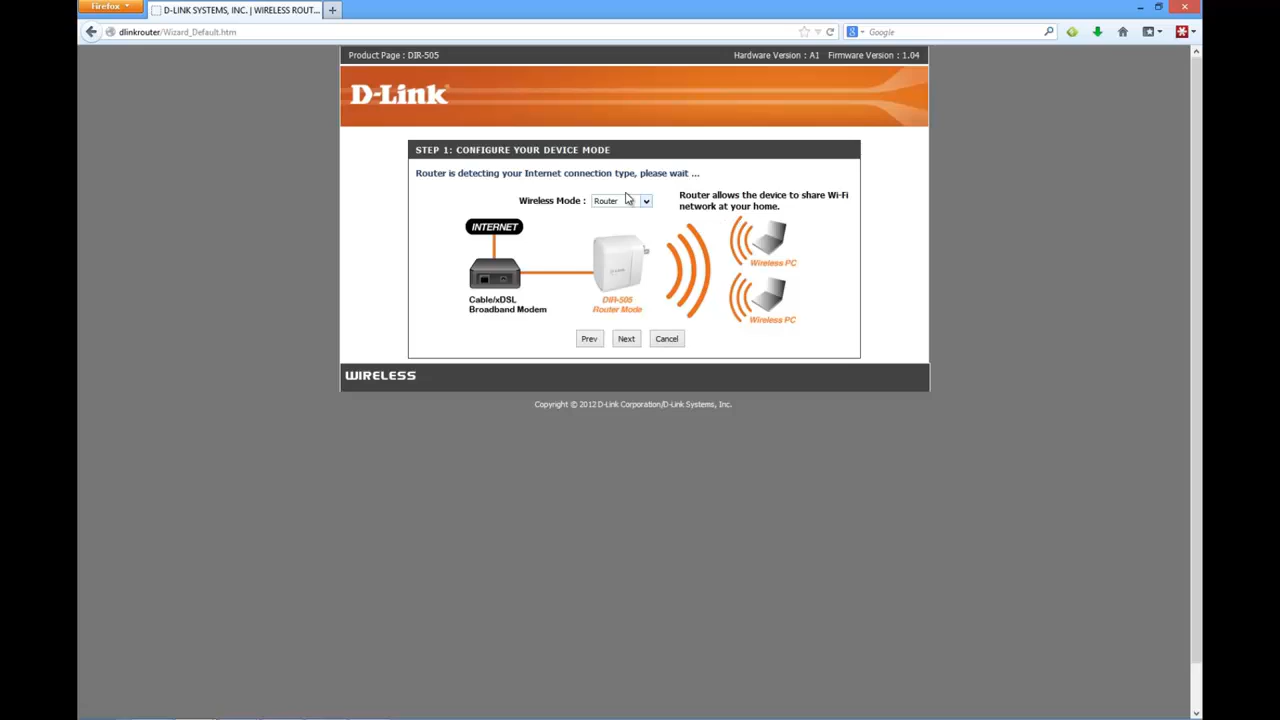 Firefox
D-LINK SYSTEMS, INC. | WIRELESS ROUT...
dlinkrouter/Wizard_Default.htm
Google
Product Page : DIR-505
Hardware Version : A1 Firmware Version : 1.04
D-Link
STEP 1: CONFIGURE YOUR DEVICE MODE
Router is detecting your Internet connection type, please wait ...
Wireless Mode :
Router
Router allows the device to share Wi-Fi
network at your home.
INTERNET
Cable/xDSL
Broadband Modem
D-Link
DIR-505
Router Mode
Wireless PC
Wireless PC
Prev
Next
Cancel
WIRELESS
Copyright © 2012 D-Link Corporation/D-Link Systems, Inc.